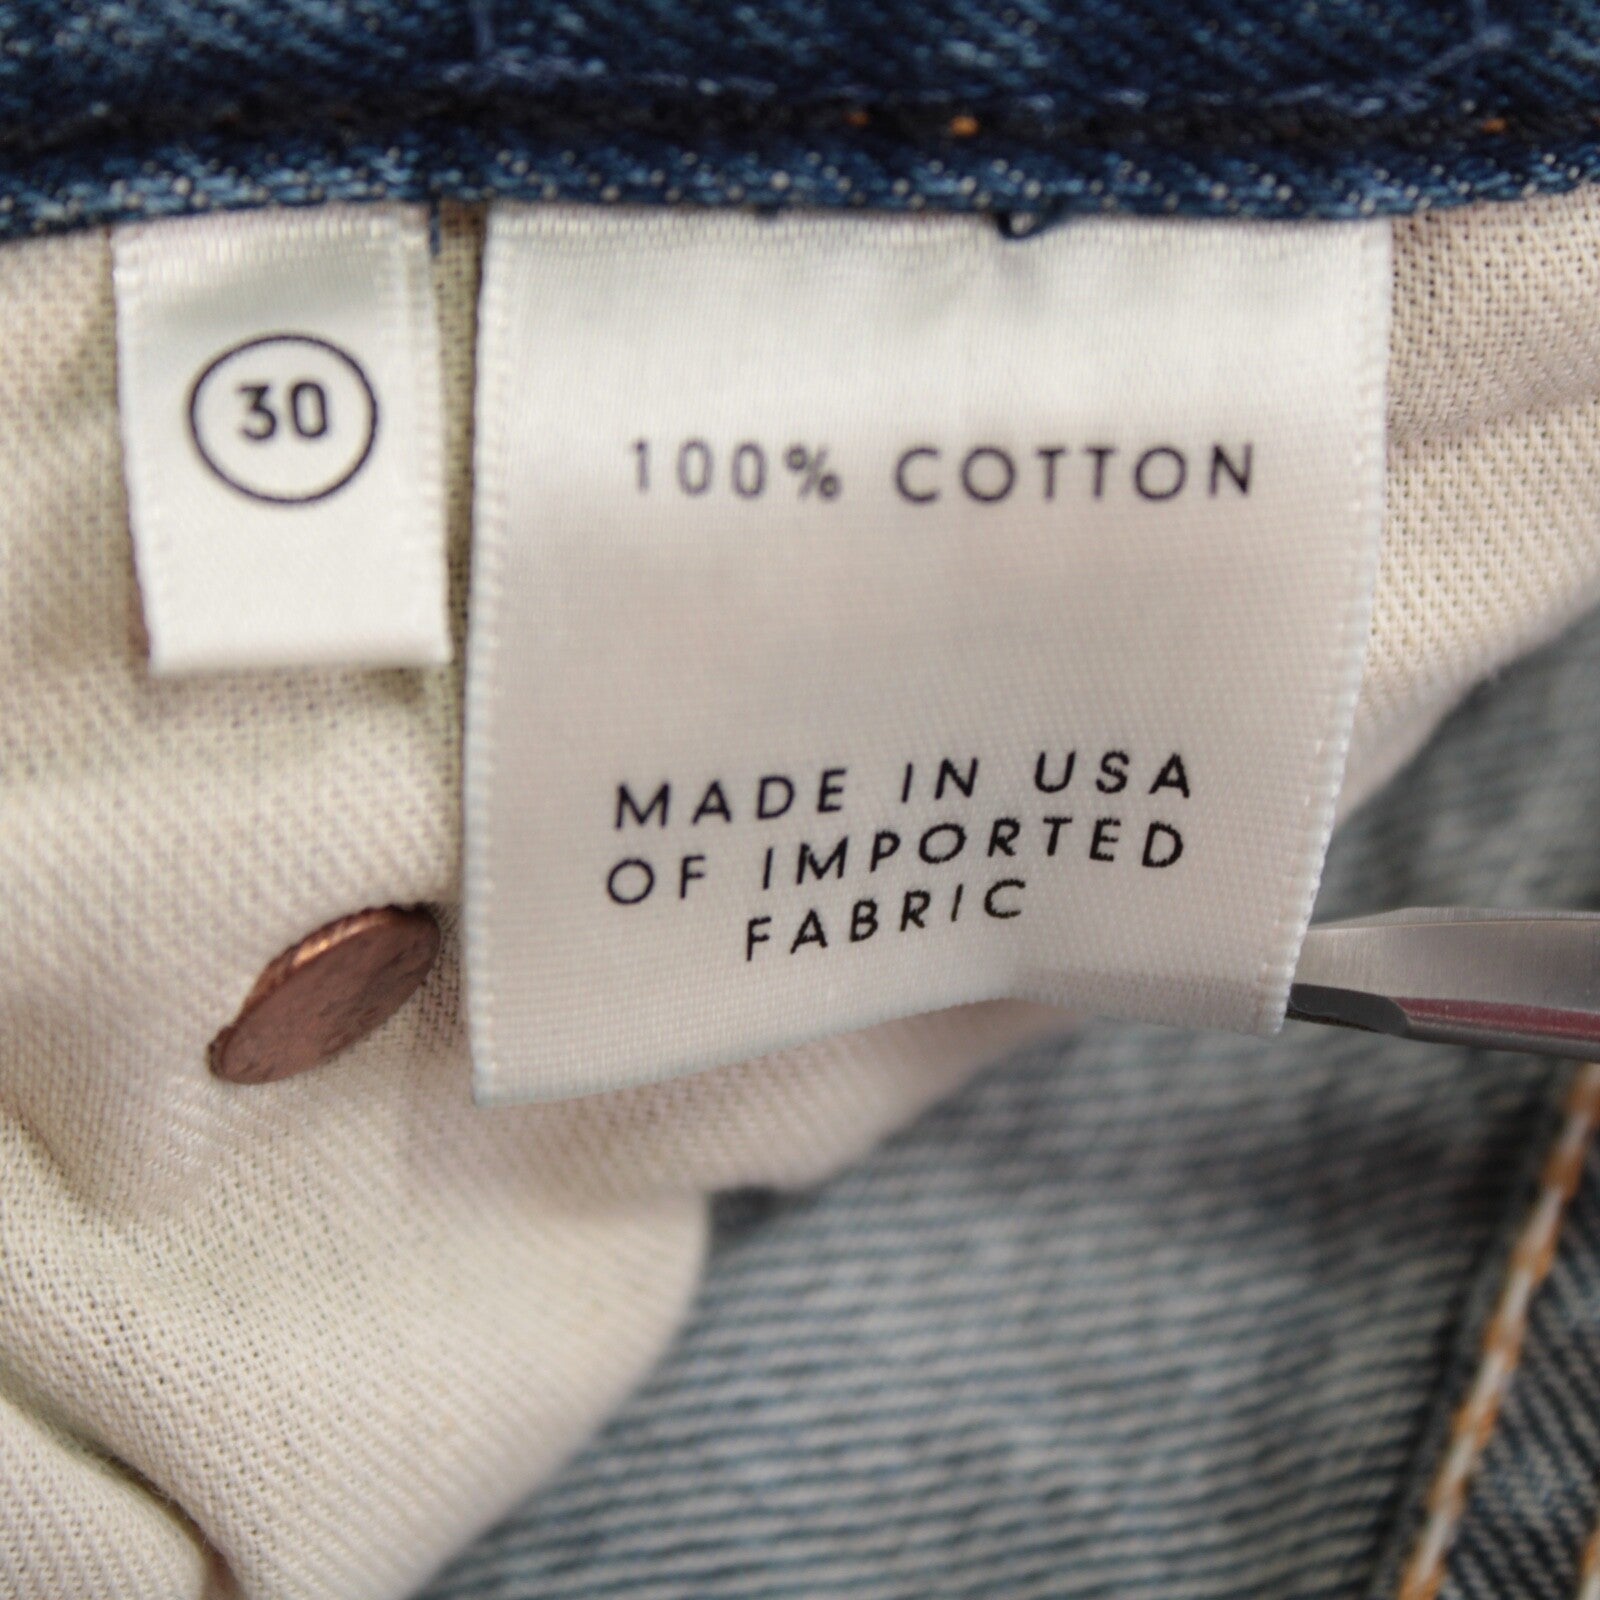 30
100% COTTON
MADE IN USA
OF IMPORTED
FABRIC